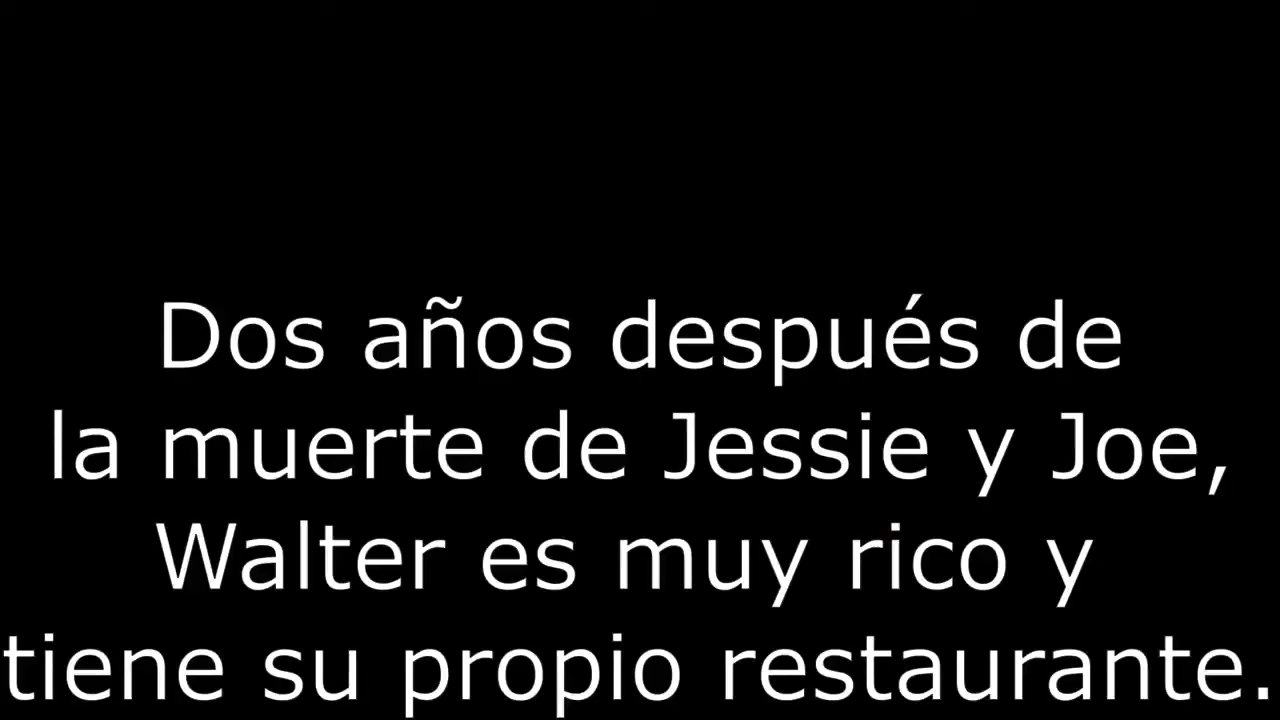 Dos años después de
la muerte de Jessie y Joe,
Walter es muy rico y
tiene su propio restaurante.